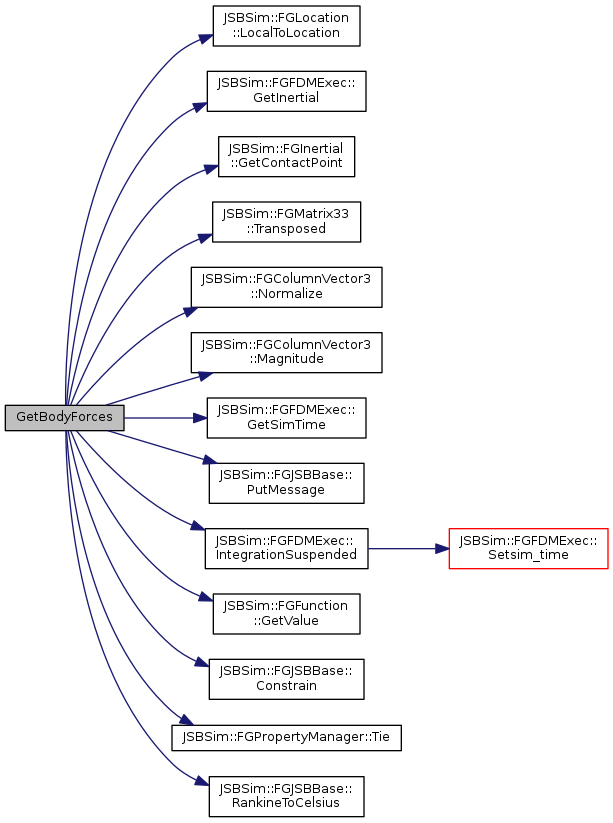 JSBSim::FGLocation
::LocalToLocation
JSBSim::FGFDMExec::
GetInertial
JSBSim::FGInertial
::GetContactPoint
JSBSim::FGMatrix33
::Transposed
JSBSim::FGColumnVector3
::Normalize
JSBSim::FGColumnVector3
::Magnitude
GetBodyForces
JSBSim::FGFDMExec::
GetSimTime
JSBSim::FGJSBBase::
PutMessage
JSBSim::FGFDMExec::
IntegrationSuspended
JSBSim::FGFDMExec::
Setsim_time
JSBSim::FGFunction
::GetValue
JSBSim::FGJSBBase::
Constrain
JSBSim::FGPropertyManager::Tie
JSBSim::FGJSBBase::
RankineToCelsius